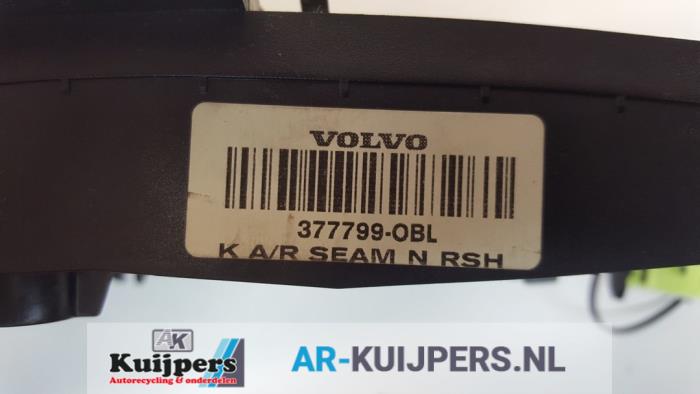 VOLVO
377799-OBL
K A/R SEAM N RSH
AK
Kuijpers
Autorecycling & onderdelen
AR-KUIJPERS.NL